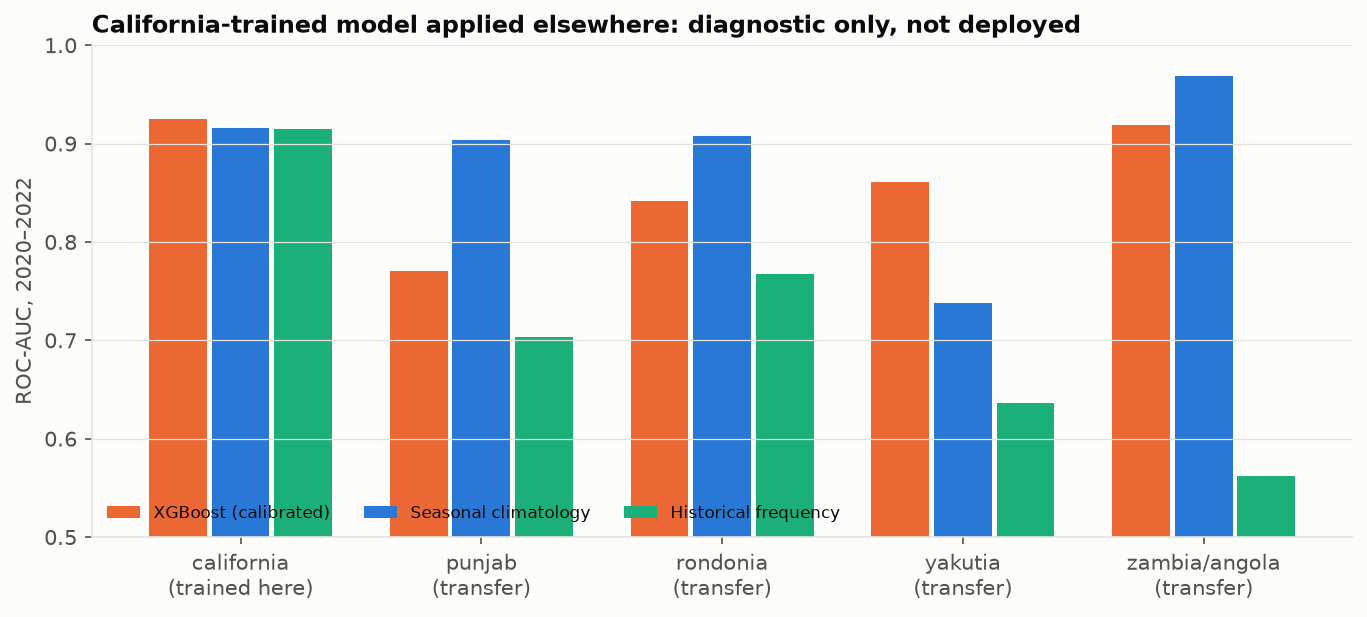 California-trained model applied elsewhere: diagnostic only, not deployed
1.0
0.9
0.8
0.7
0.6
0.5
ROC-AUC, 2020–2022
XGBoost (calibrated)
Seasonal climatology
Historical frequency
california
(trained here)
punjab
(transfer)
rondonia
(transfer)
yakutia
(transfer)
zambia/angola
(transfer)